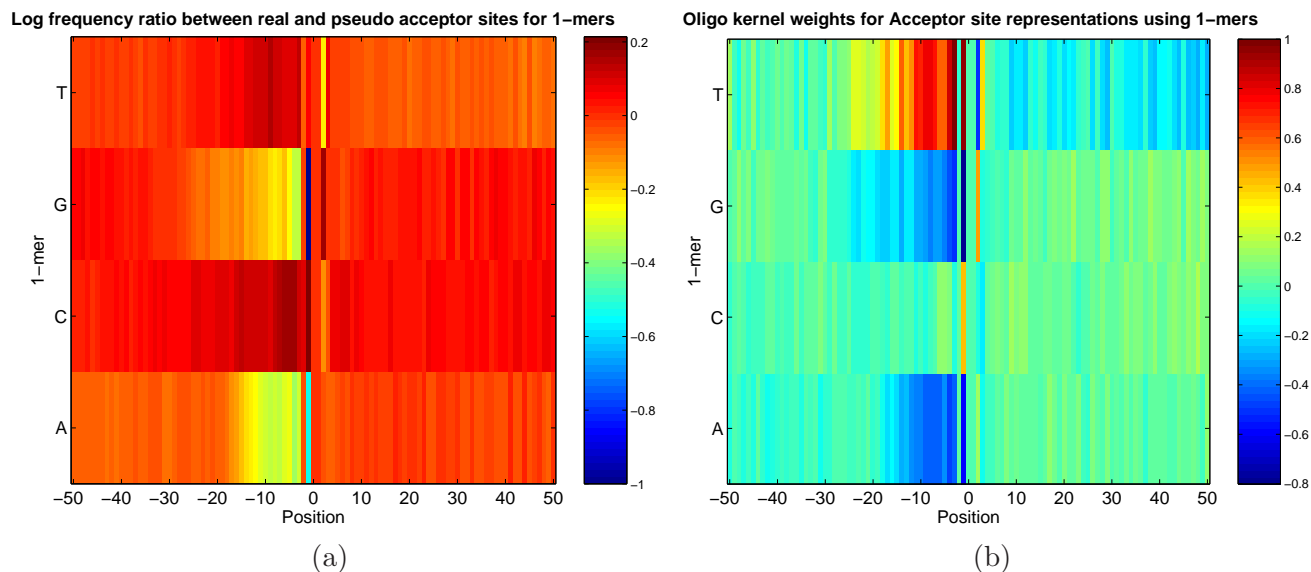 Log frequency ratio between real and pseudo acceptor sites for 1−mers
T
G
C
A
1−mer
−50 −40 −30 −20 −10 0 10 20 30 40 50
Position
0.2
0
−0.2
−0.4
−0.6
−0.8
−1
(a)
Oligo kernel weights for Acceptor site representations using 1−mers
T
G
C
A
1−mer
−50 −40 −30 −20 −10 0 10 20 30 40 50
Position
1
0.8
0.6
0.4
0.2
0
−0.2
−0.4
−0.6
−0.8
(b)